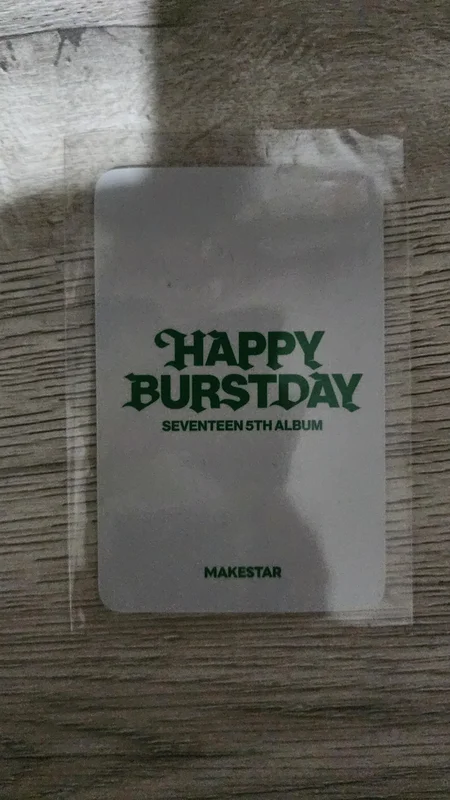 HAPPY
BURSTDAY
SEVENTEEN 5TH ALBUM
MAKESTAR